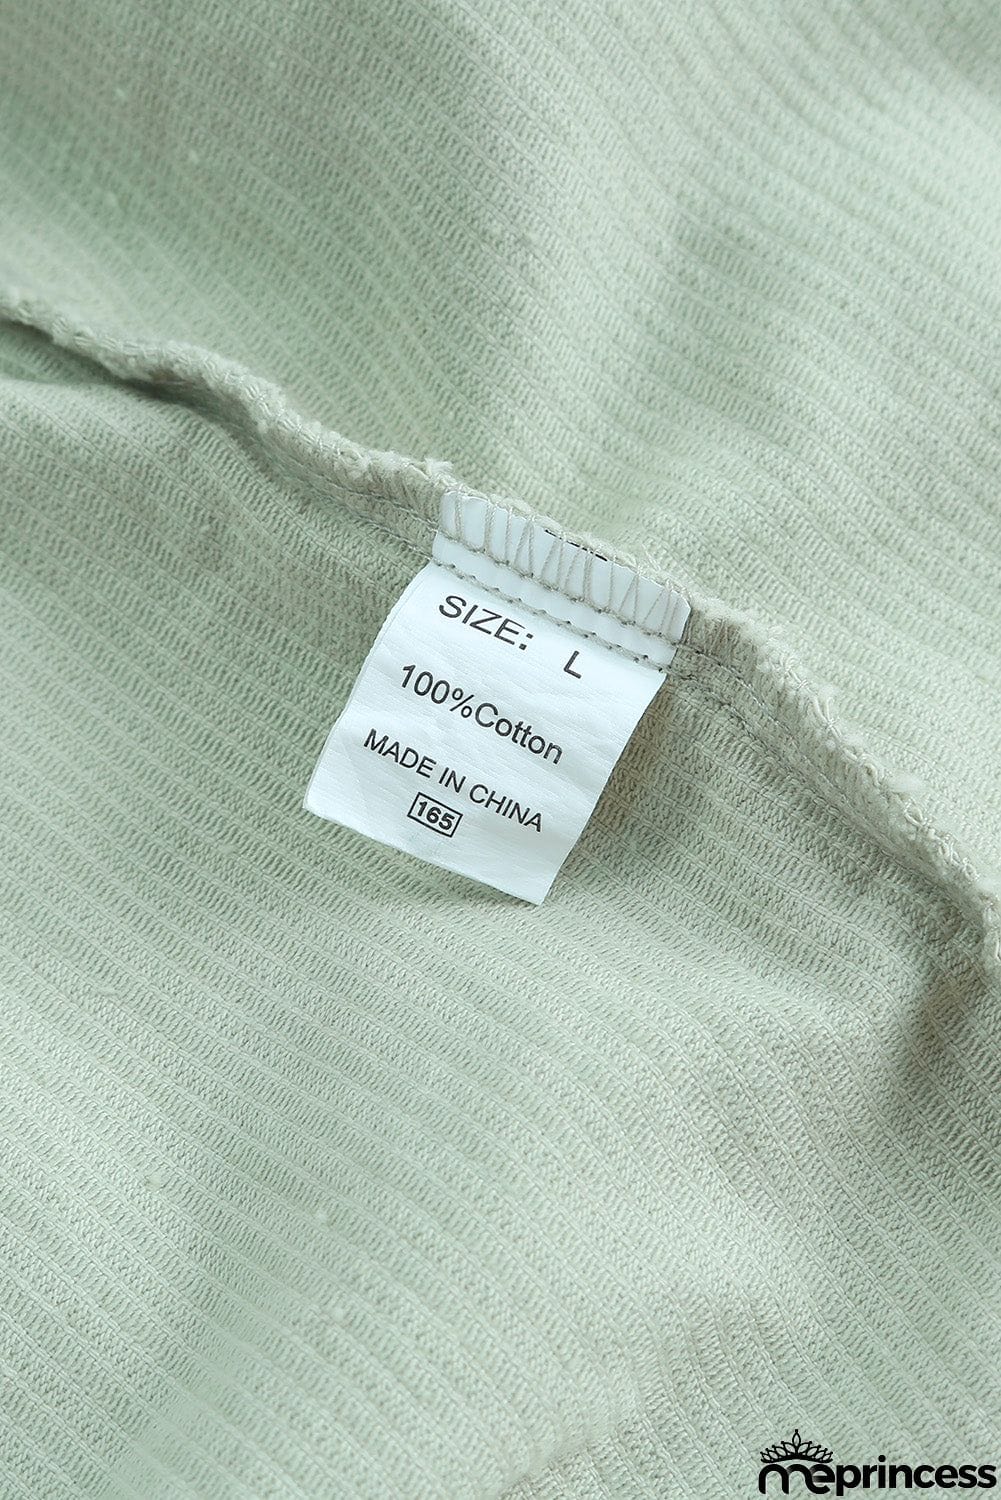 SIZE: L
100%Cotton
MADE IN CHINA
165
meprincess